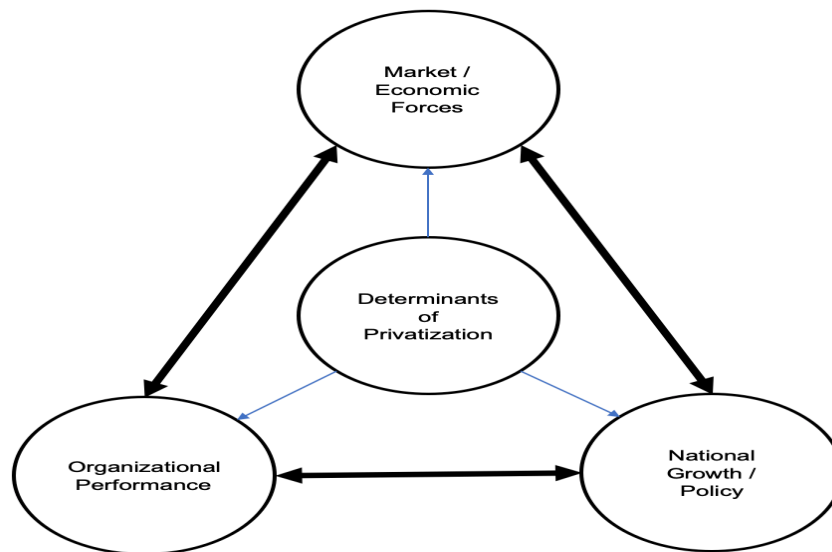 Market /
Economic
Forces
Determinants
of
Privatization
Organizational
Performance
National
Growth /
Policy